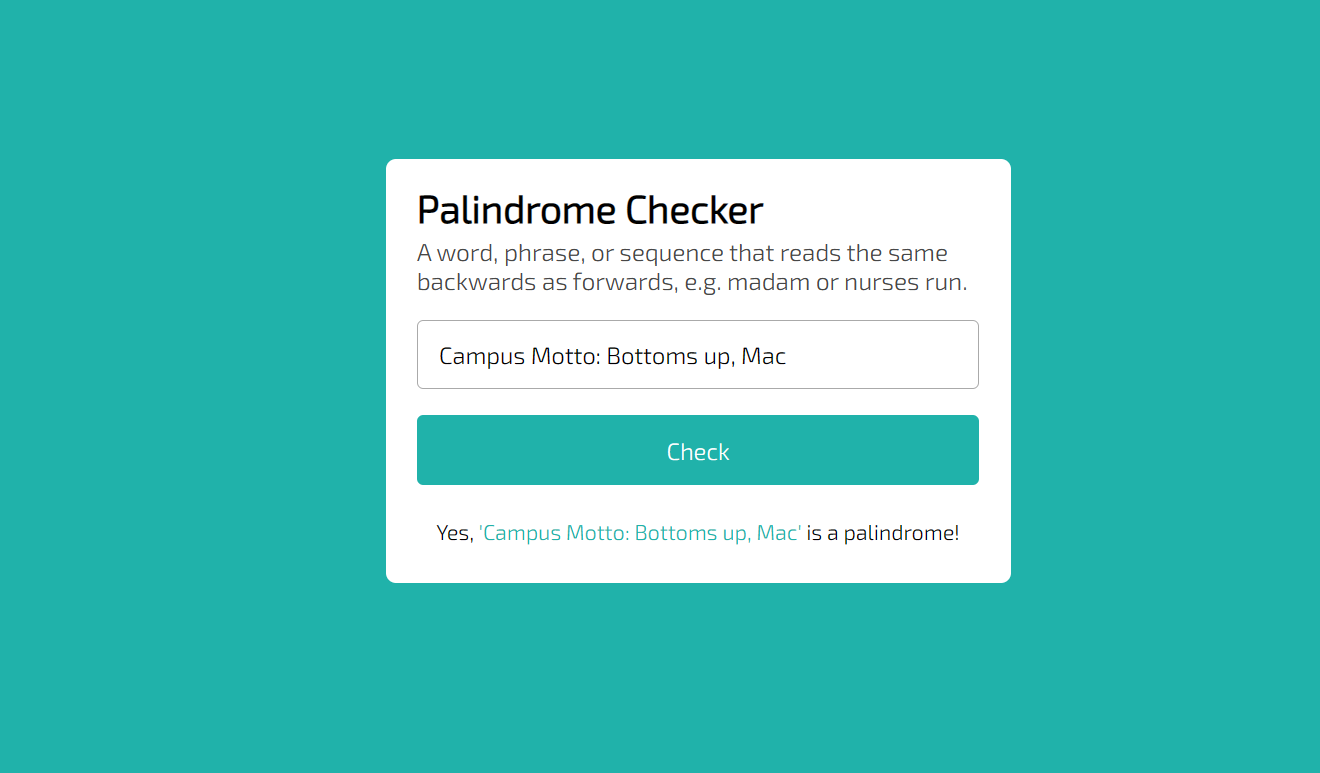 Palindrome Checker
A word, phrase, or sequence that reads the same
backwards as forwards, e.g. madam or nurses run.
Campus Motto: Bottoms up, Mac
Check
Yes, 'Campus Motto: Bottoms up, Mac' is a palindrome!